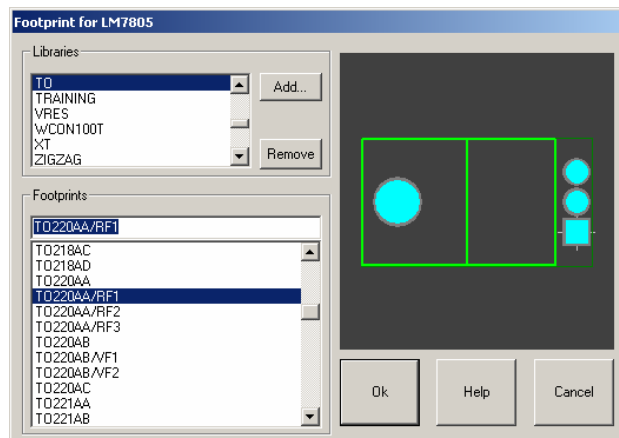 Footprint for LM7805
Libraries
TO
TRAINING
VRES
WCON100T
XT
ZIGZAG
Add...
Remove
Footprints
TO220AA/RF1
TO218AC
TO218AD
TO220AA
TO220AA/RF1
TO220AA/RF2
TO220AA/RF3
TO220AB
TO220AB/VF1
TO220AB/VF2
TO220AC
TO221AA
TO221AB
Ok
Help
Cancel